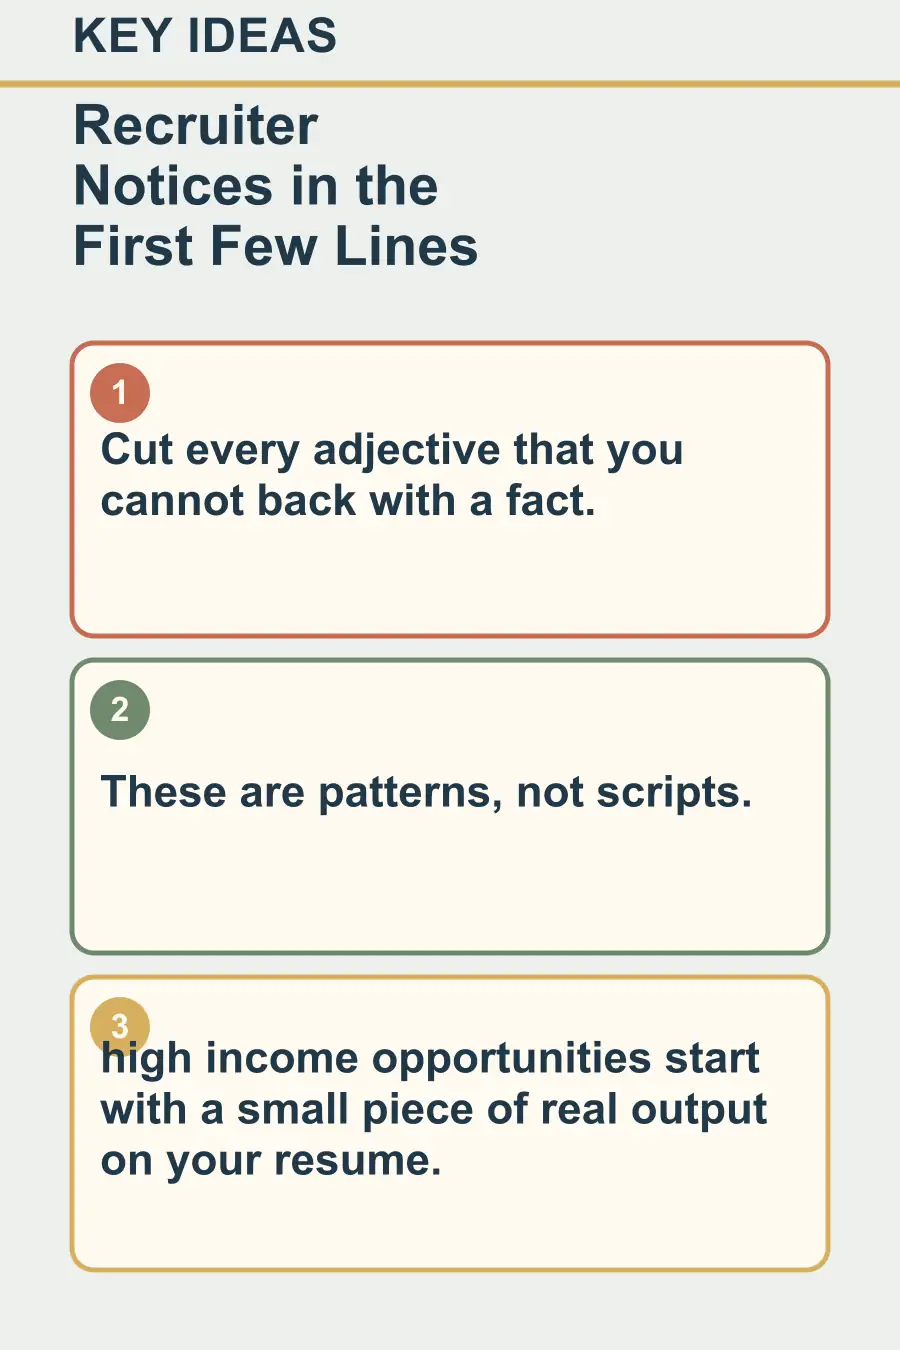 KEY IDEAS
Recruiter
Notices in the
First Few Lines
1
Cut every adjective that you
cannot back with a fact.
2
These are patterns, not scripts.
3
high income opportunities start
with a small piece of real output
on your resume.